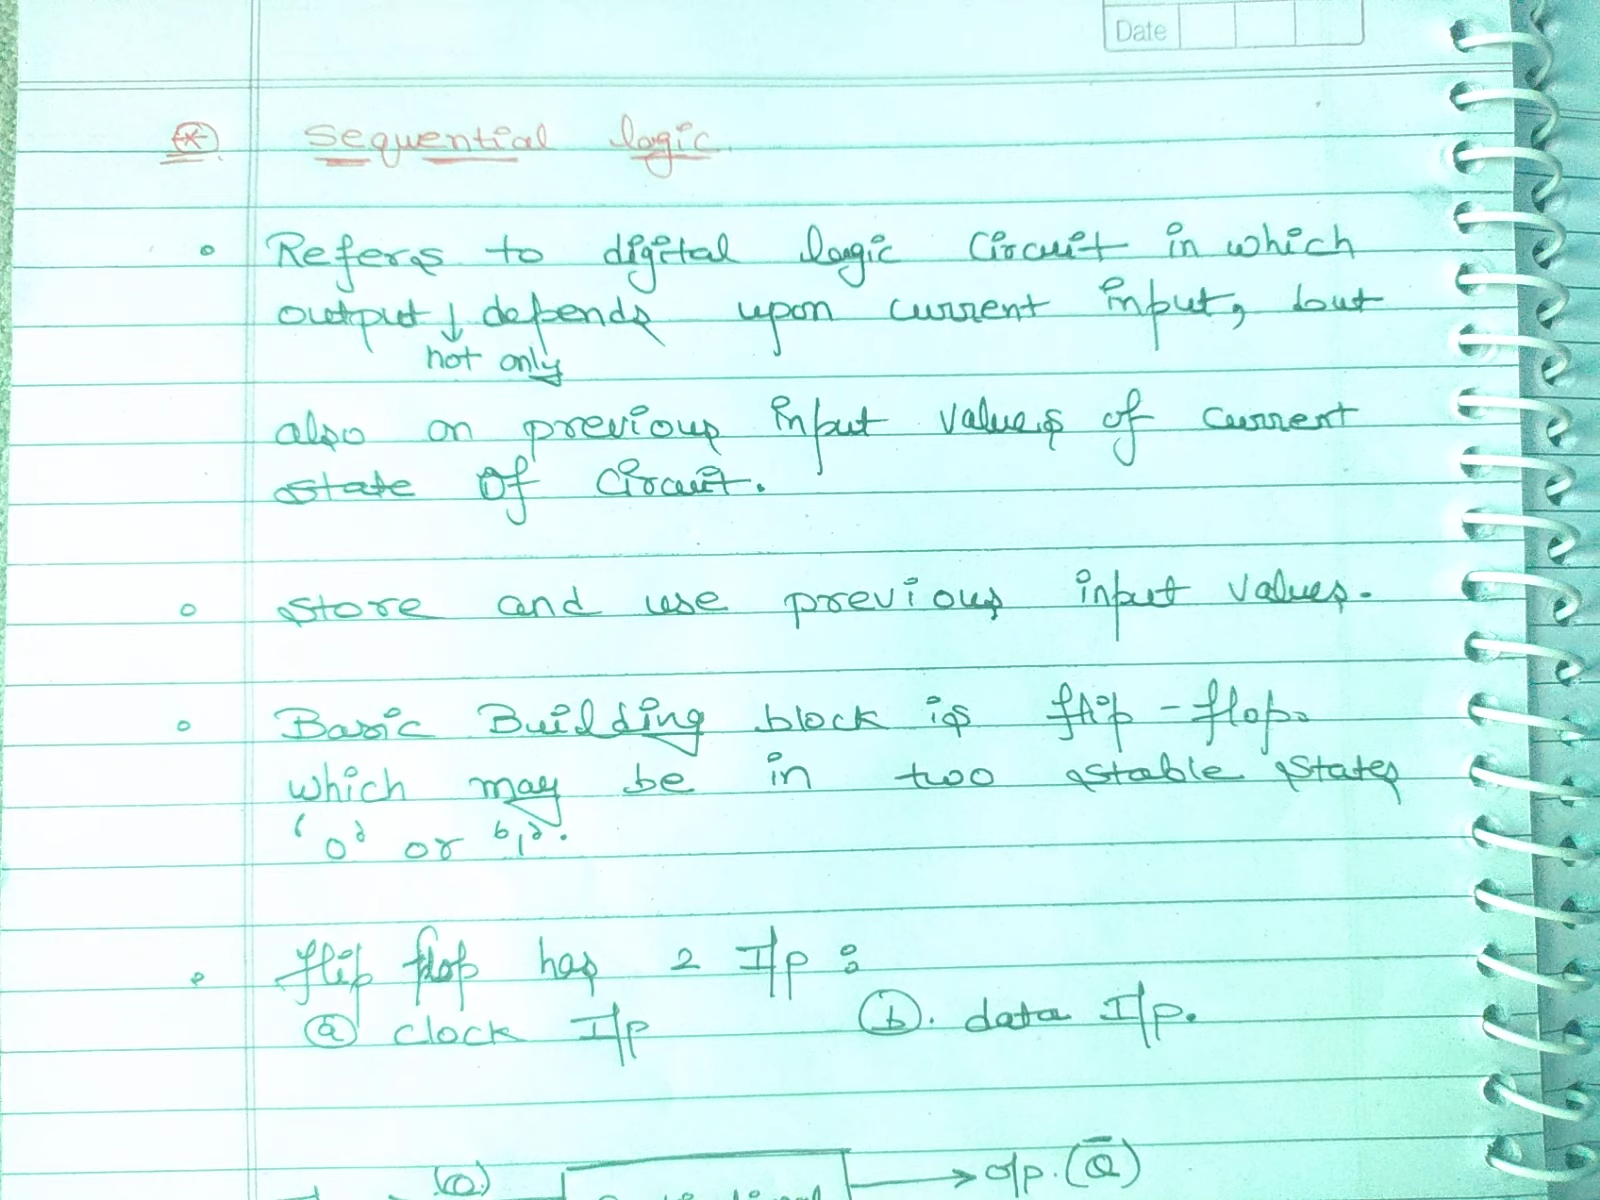 Date
* Sequential logic
Refers to digital logic Circuit in which
output ↓ depends upon current input, but
not only
also on previous input values of current
state of Circuit.
store and use previous input values.
Basic Building block is flip-flop.
which may be in two stable states
'0' or '1'.
flip flop has 2 I/p :
(a) clock I/p (b). data I/p.
(Q) → o/p. (Q̅)